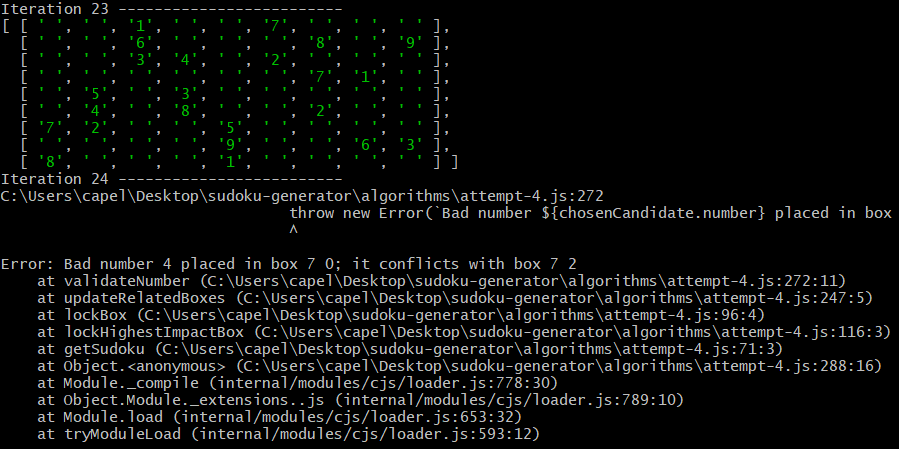 Iteration 23 -------------------------
[ [ ' ', ' ', '1', ' ', ' ', '7', ' ', ' ', ' ' ],
  [ ' ', ' ', '6', ' ', ' ', ' ', '8', ' ', '9' ],
  [ ' ', ' ', '3', '4', ' ', '2', ' ', ' ', ' ' ],
  [ ' ', ' ', ' ', ' ', ' ', ' ', '7', '1', ' ' ],
  [ ' ', '5', ' ', '3', ' ', ' ', ' ', ' ', ' ' ],
  [ ' ', '4', ' ', '8', ' ', ' ', '2', ' ', ' ' ],
  [ '7', '2', ' ', ' ', '5', ' ', ' ', ' ', ' ' ],
  [ ' ', ' ', ' ', ' ', '9', ' ', ' ', '6', '3' ],
  [ '8', ' ', ' ', ' ', '1', ' ', ' ', ' ', ' ' ] ]
Iteration 24 -------------------------
C:\Users\capel\Desktop\sudoku-generator\algorithms\attempt-4.js:272
                                throw new Error(`Bad number ${chosenCandidate.number} placed in box
                                ^

Error: Bad number 4 placed in box 7 0; it conflicts with box 7 2
    at validateNumber (C:\Users\capel\Desktop\sudoku-generator\algorithms\attempt-4.js:272:11)
    at updateRelatedBoxes (C:\Users\capel\Desktop\sudoku-generator\algorithms\attempt-4.js:247:5)
    at lockBox (C:\Users\capel\Desktop\sudoku-generator\algorithms\attempt-4.js:96:4)
    at lockHighestImpactBox (C:\Users\capel\Desktop\sudoku-generator\algorithms\attempt-4.js:116:3)
    at getSudoku (C:\Users\capel\Desktop\sudoku-generator\algorithms\attempt-4.js:71:3)
    at Object.<anonymous> (C:\Users\capel\Desktop\sudoku-generator\algorithms\attempt-4.js:288:16)
    at Module._compile (internal/modules/cjs/loader.js:778:30)
    at Object.Module._extensions..js (internal/modules/cjs/loader.js:789:10)
    at Module.load (internal/modules/cjs/loader.js:653:32)
    at tryModuleLoad (internal/modules/cjs/loader.js:593:12)